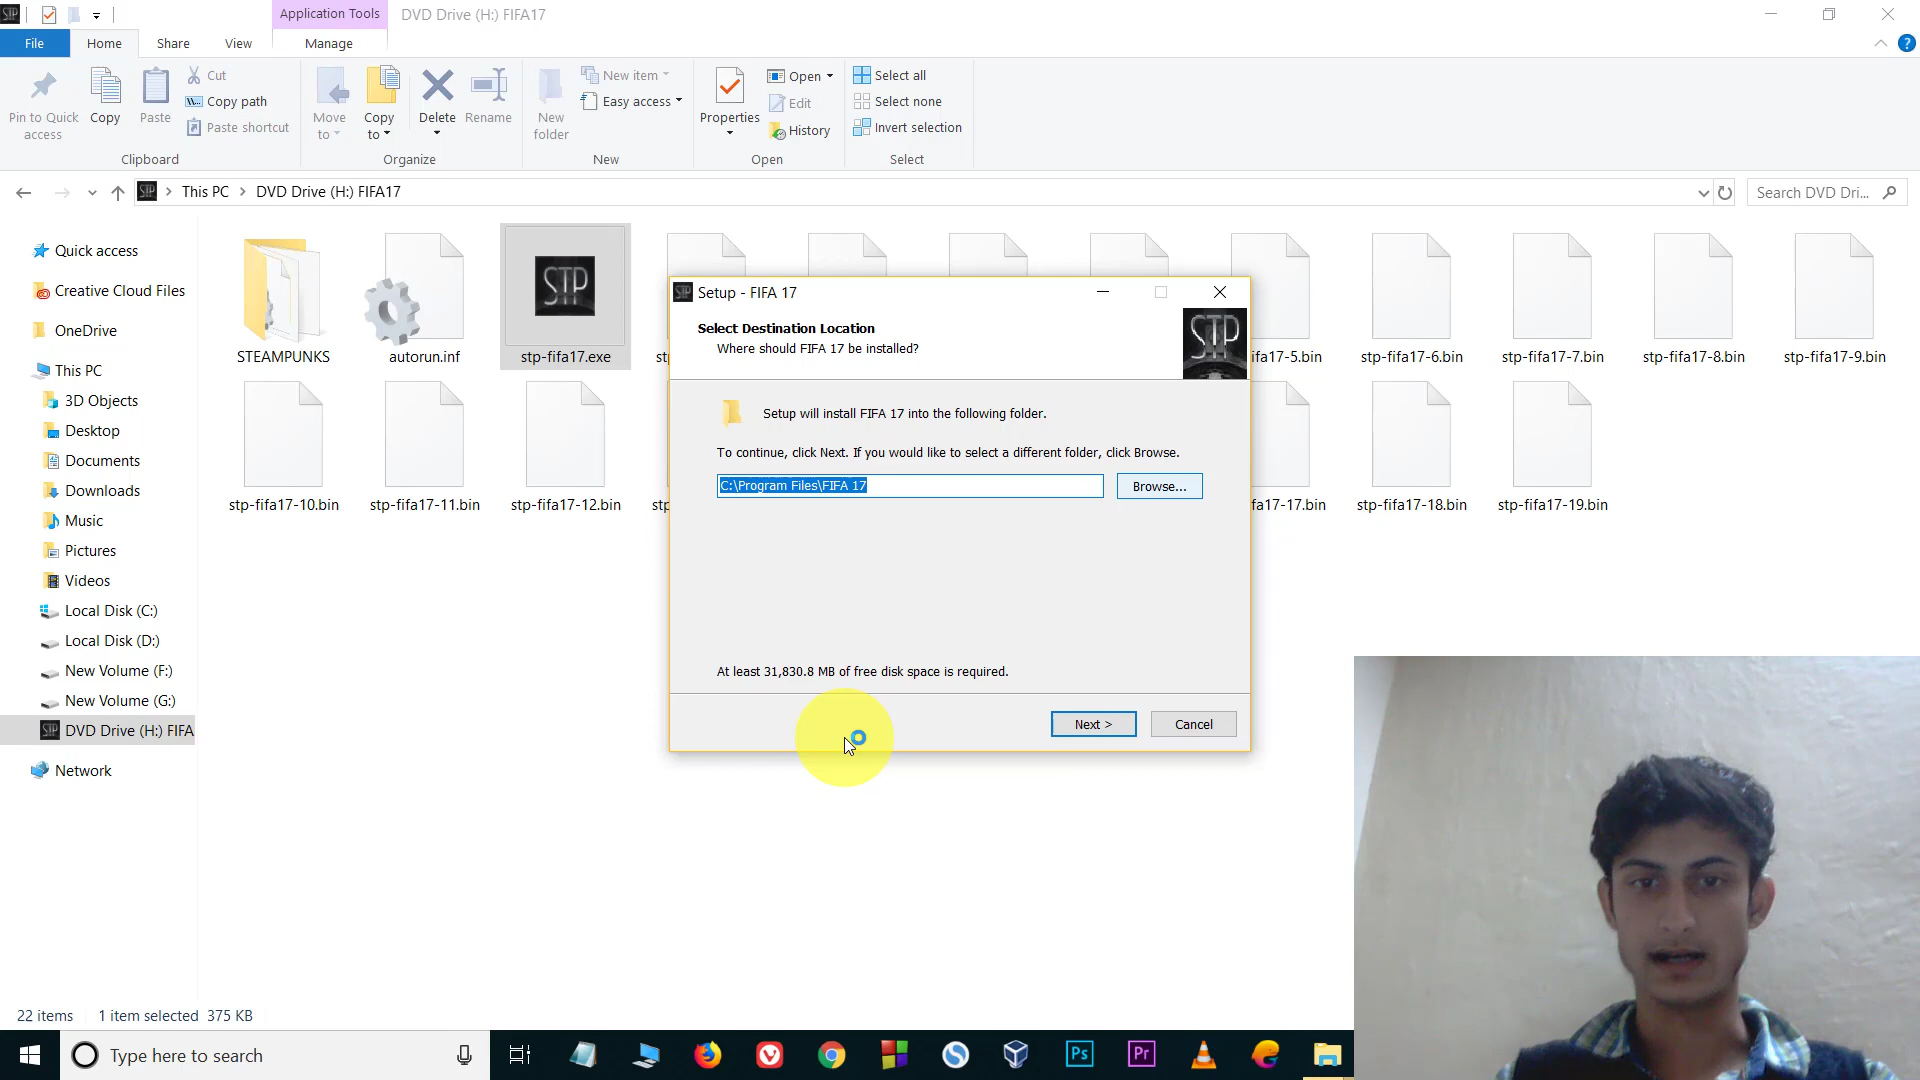 STP
Application Tools
DVD Drive (H:) FIFA17
File
Home
Share
View
Manage
Pin to Quick access
Copy
Paste
Cut
Copy path
Paste shortcut
Move to
Copy to
Delete
Rename
New folder
New item
Easy access
Properties
Open
Edit
History
Select all
Select none
Invert selection
Clipboard
Organize
New
Open
Select
STP
This PC
DVD Drive (H:) FIFA17
Search DVD Dri...
Quick access
Creative Cloud Files
OneDrive
This PC
3D Objects
Desktop
Documents
Downloads
Music
Pictures
Videos
Local Disk (C:)
Local Disk (D:)
New Volume (F:)
New Volume (G:)
STP
DVD Drive (H:) FIFA
Network
STEAMPUNKS
autorun.inf
STP
stp-fifa17.exe
fifa17-5.bin
stp-fifa17-6.bin
stp-fifa17-7.bin
stp-fifa17-8.bin
stp-fifa17-9.bin
stp-fifa17-10.bin
stp-fifa17-11.bin
stp-fifa17-12.bin
fa17-17.bin
stp-fifa17-18.bin
stp-fifa17-19.bin
Setup - FIFA 17
Select Destination Location
Where should FIFA 17 be installed?
STP
Setup will install FIFA 17 into the following folder.
To continue, click Next. If you would like to select a different folder, click Browse.
C:\Program Files\FIFA 17
Browse...
At least 31,830.8 MB of free disk space is required.
Next >
Cancel
22 items
1 item selected 375 KB
Type here to search
Ps
Pr